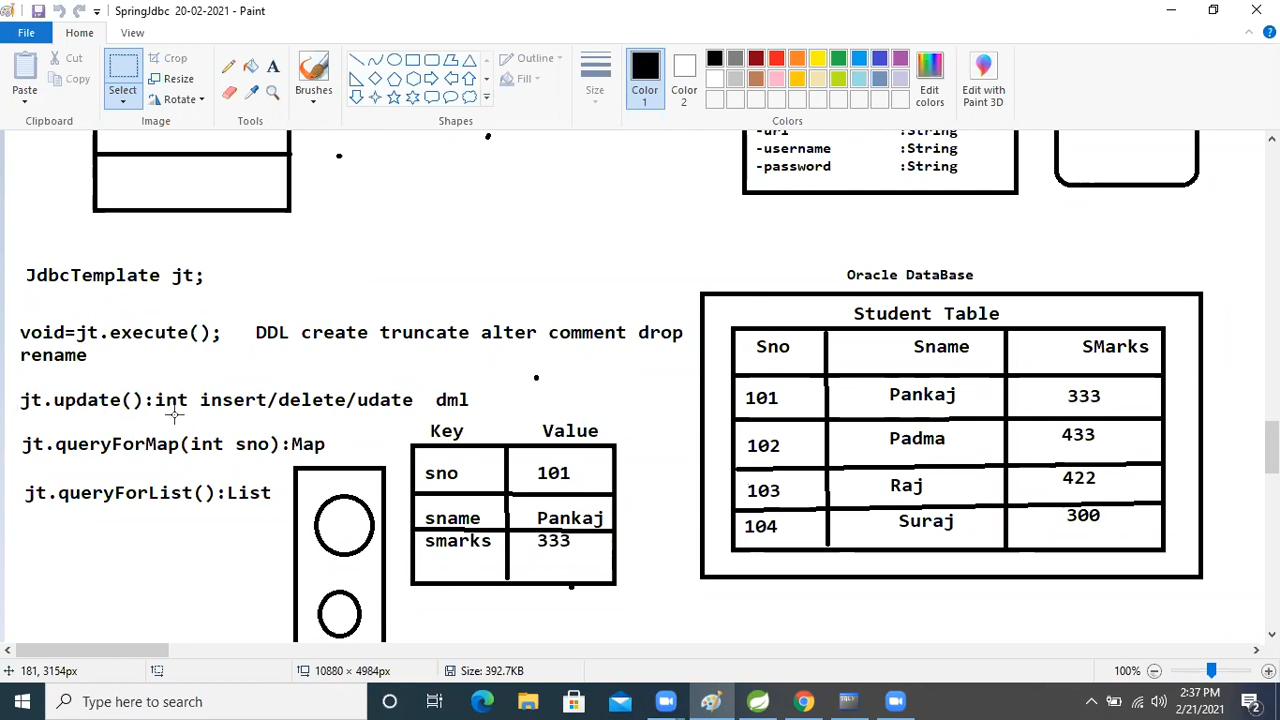 SpringJdbc 20-02-2021 - Paint
File Home View
Paste
Cut
Copy
Clipboard
Select
Crop
Resize
Rotate
Image
A
Tools
Brushes
Outline
Fill
Shapes
Size
Color 1
Color 2
Edit colors
Edit with Paint 3D
Colors
-url :String
-username :String
-password :String
JdbcTemplate jt;
void=jt.execute(); DDL create truncate alter comment drop
rename
jt.update():int insert/delete/udate dml
jt.queryForMap(int sno):Map
jt.queryForList():List
Key Value
sno 101
sname Pankaj
smarks 333
Oracle DataBase
Student Table
Sno Sname SMarks
101 Pankaj 333
102 Padma 433
103 Raj 422
104 Suraj 300
181, 3154px
10880 × 4984px
Size: 392.7KB
100%
Type here to search
2:37 PM
2/21/2021
2